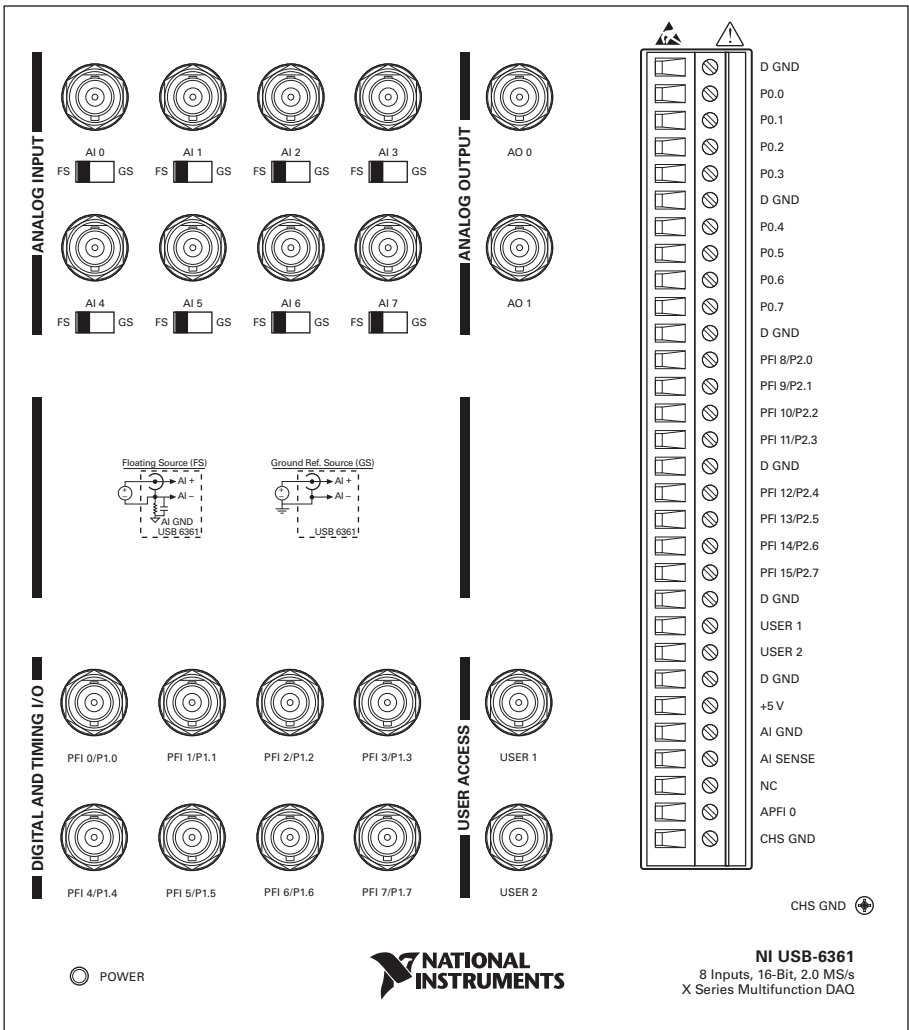 ANALOG INPUT
AI 0
AI 1
AI 2
AI 3
FS GS
FS GS
FS GS
FS GS
AI 4
AI 5
AI 6
AI 7
FS GS
FS GS
FS GS
FS GS
ANALOG OUTPUT
AO 0
AO 1
Floating Source (FS)
+
−
AI +
AI −
AI GND
USB 6361
Ground Ref. Source (GS)
+
−
AI +
AI −
USB 6361
DIGITAL AND TIMING I/O
PFI 0/P1.0
PFI 1/P1.1
PFI 2/P1.2
PFI 3/P1.3
PFI 4/P1.4
PFI 5/P1.5
PFI 6/P1.6
PFI 7/P1.7
USER ACCESS
USER 1
USER 2
D GND
P0.0
P0.1
P0.2
P0.3
D GND
P0.4
P0.5
P0.6
P0.7
D GND
PFI 8/P2.0
PFI 9/P2.1
PFI 10/P2.2
PFI 11/P2.3
D GND
PFI 12/P2.4
PFI 13/P2.5
PFI 14/P2.6
PFI 15/P2.7
D GND
USER 1
USER 2
D GND
+5 V
AI GND
AI SENSE
NC
APFI 0
CHS GND
CHS GND
POWER
NATIONAL
INSTRUMENTS
NI USB-6361
8 Inputs, 16-Bit, 2.0 MS/s
X Series Multifunction DAQ